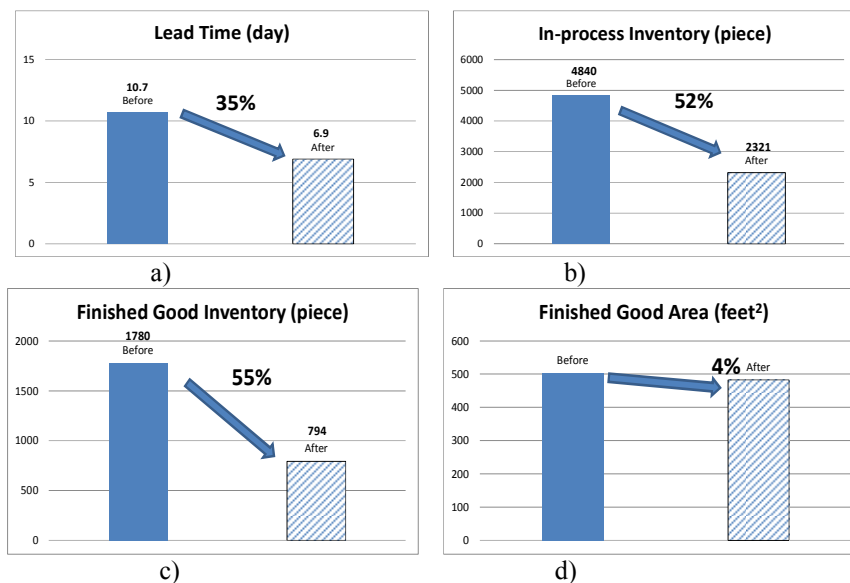 Lead Time (day)
15
10
5
0
10.7
Before
35%
6.9
After
a)
In-process Inventory (piece)
6000
5000
4000
3000
2000
1000
0
4840
Before
52%
2321
After
b)
Finished Good Inventory (piece)
2000
1500
1000
500
0
1780
Before
55%
794
After
c)
Finished Good Area (feet²)
600
500
400
300
200
100
0
Before
4%
After
d)